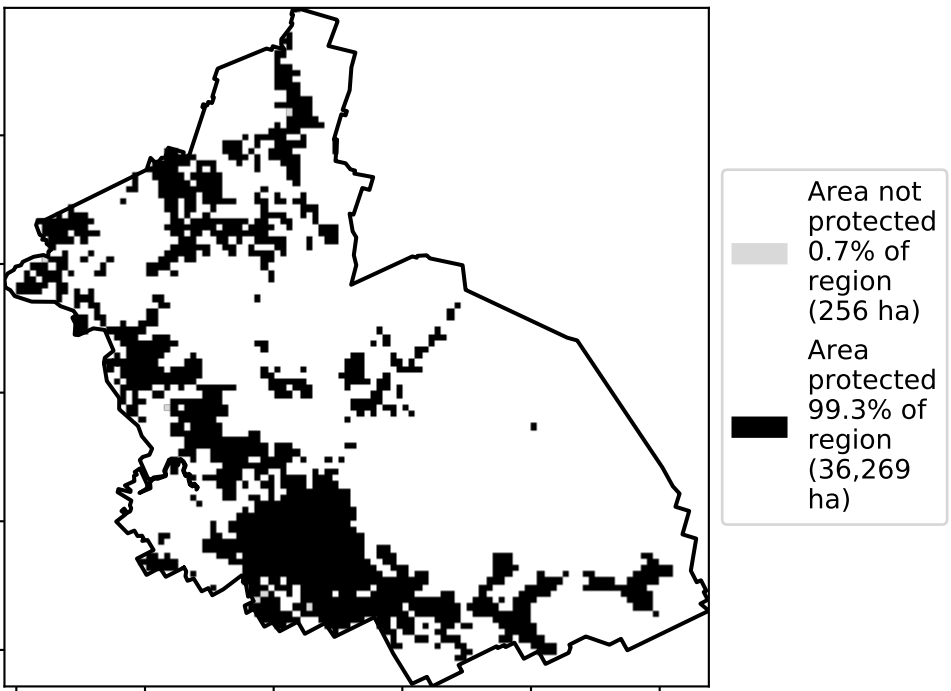 Area not
protected
0.7% of
region
(256 ha)
Area
protected
99.3% of
region
(36,269
ha)